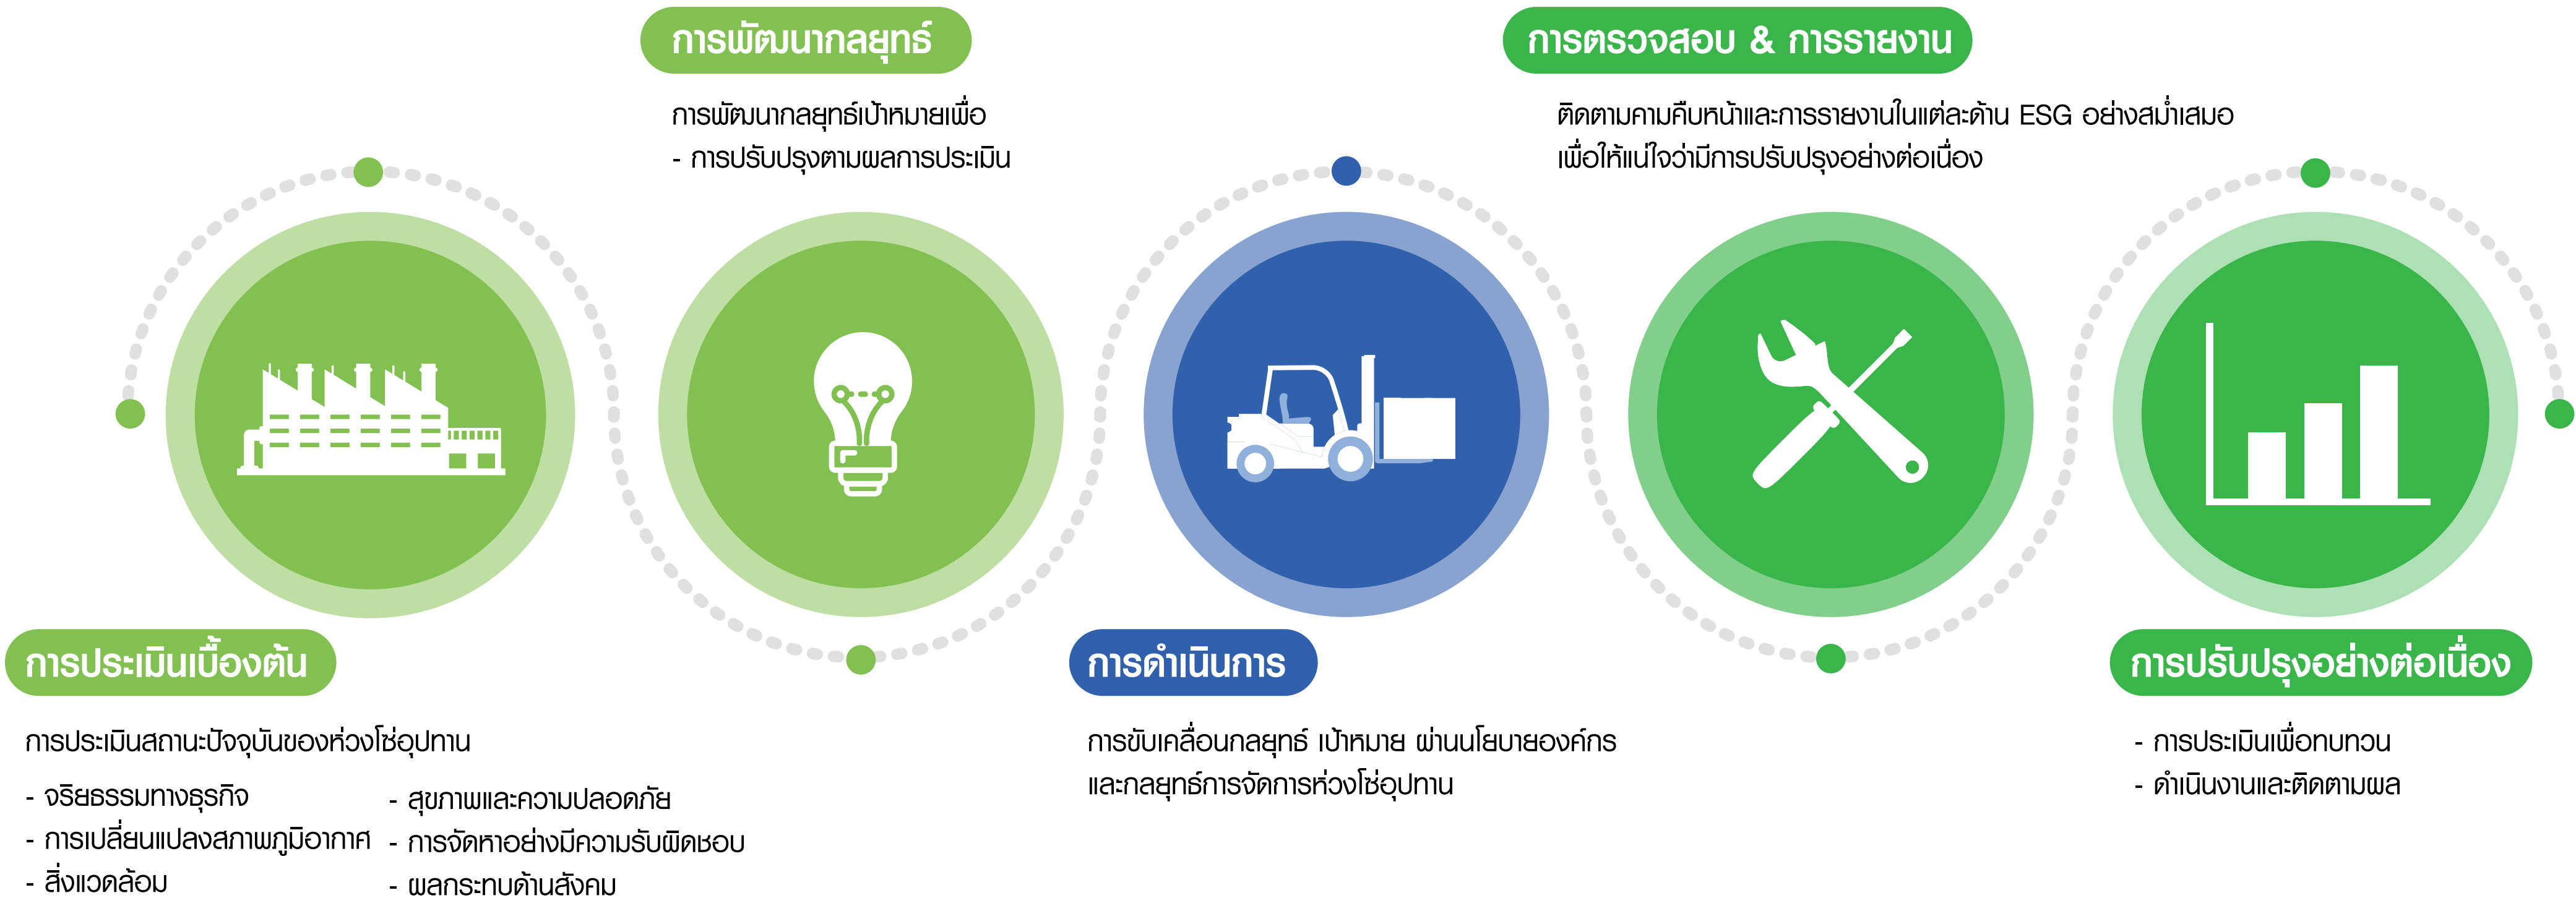 การพัฒนากลยุทธ์
การพัฒนากลยุทธ์เป้าหมายเพื่อ
- การปรับปรุงตามผลการประเมิน
การตรวจสอบ & การรายงาน
ติดตามคามคืบหน้าและการรายงานในแต่ละด้าน ESG อย่างสม่ำเสมอ
เพื่อให้แน่ใจว่ามีการปรับปรุงอย่างต่อเนื่อง
การประเมินเบื้องต้น
การประเมินสถานะปัจจุบันของห่วงโซ่อุปทาน
- จริยธรรมทางธุรกิจ
- การเปลี่ยนแปลงสภาพภูมิอากาศ
- สิ่งแวดล้อม
- สุขภาพและความปลอดภัย
- การจัดหาอย่างมีความรับผิดชอบ
- ผลกระทบด้านสังคม
การดำเนินการ
การขับเคลื่อนกลยุทธ์ เป้าหมาย ผ่านนโยบายองค์กร
และกลยุทธ์การจัดการห่วงโซ่อุปทาน
การปรับปรุงอย่างต่อเนื่อง
- การประเมินเพื่อทบทวน
- ดำเนินงานและติดตามผล